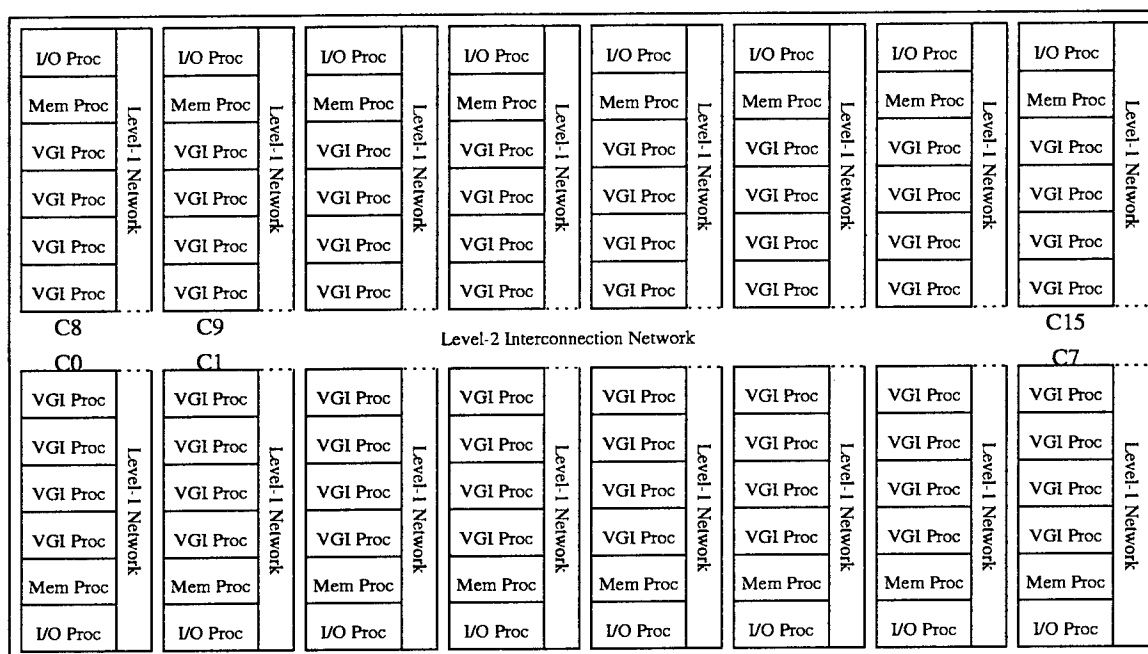 I/O Proc I/O Proc I/O Proc I/O Proc I/O Proc I/O Proc I/O Proc I/O Proc
Mem Proc Mem Proc Mem Proc Mem Proc Mem Proc Mem Proc Mem Proc Mem Proc
VGI Proc VGI Proc VGI Proc VGI Proc VGI Proc VGI Proc VGI Proc VGI Proc
VGI Proc VGI Proc VGI Proc VGI Proc VGI Proc VGI Proc VGI Proc VGI Proc
VGI Proc VGI Proc VGI Proc VGI Proc VGI Proc VGI Proc VGI Proc VGI Proc
VGI Proc VGI Proc VGI Proc VGI Proc VGI Proc VGI Proc VGI Proc VGI Proc
Level-1 Network
Level-1 Network
Level-1 Network
Level-1 Network
Level-1 Network
Level-1 Network
Level-1 Network
Level-1 Network
C8 C9 C15
Level-2 Interconnection Network
C0 C1 C7
VGI Proc VGI Proc VGI Proc VGI Proc VGI Proc VGI Proc VGI Proc VGI Proc
VGI Proc VGI Proc VGI Proc VGI Proc VGI Proc VGI Proc VGI Proc VGI Proc
VGI Proc VGI Proc VGI Proc VGI Proc VGI Proc VGI Proc VGI Proc VGI Proc
VGI Proc VGI Proc VGI Proc VGI Proc VGI Proc VGI Proc VGI Proc VGI Proc
Mem Proc Mem Proc Mem Proc Mem Proc Mem Proc Mem Proc Mem Proc Mem Proc
I/O Proc I/O Proc I/O Proc I/O Proc I/O Proc I/O Proc I/O Proc I/O Proc
Level-1 Network
Level-1 Network
Level-1 Network
Level-1 Network
Level-1 Network
Level-1 Network
Level-1 Network
Level-1 Network